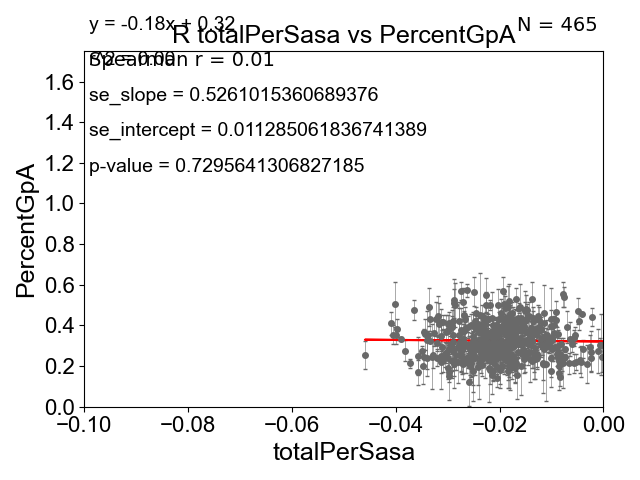 y = -0.18x + 0.32
N = 465
R totalPerSasa vs PercentGpA
Spearman r = 0.01
se_slope = 0.5261015360689376
se_intercept = 0.011285061836741389
p-value = 0.7295641306827185
PercentGpA
1.6
1.4
1.2
1.0
0.8
0.6
0.4
0.2
0.0
−0.10
−0.08
−0.06
−0.04
−0.02
0.00
totalPerSasa